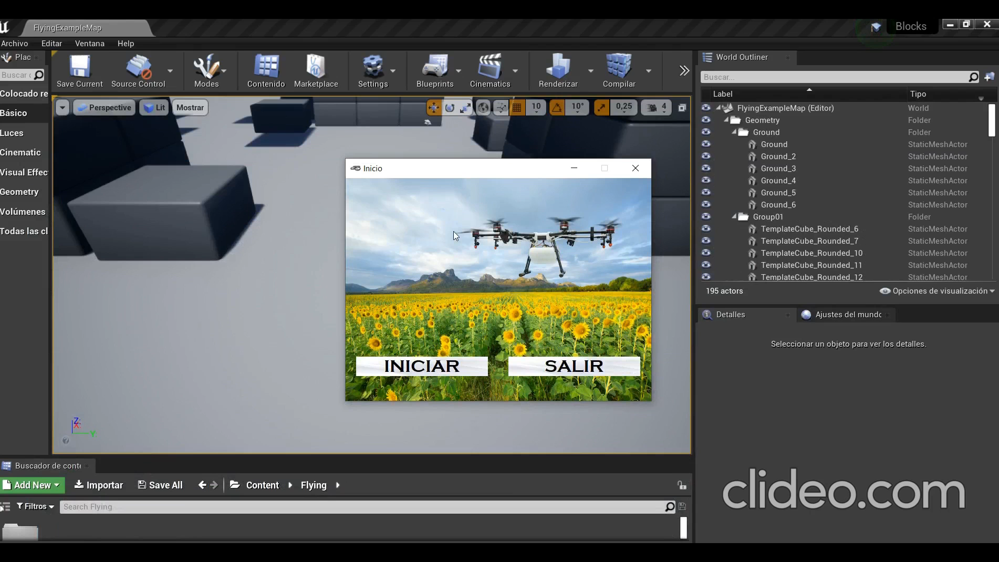 FlyingExampleMap
Blocks
Archivo Editar Ventana Help
Plac
World Outliner
Buscar
Buscar...
Save Current Source Control Modes Contenido Marketplace Settings Blueprints Cinematics Renderizar Compilar
Label Tipo
Colocado re
Básico
Luces
Cinematic
Visual Effec
Geometry
Volúmenes
Todas las cl
Perspective Lit Mostrar 10 10° 0,25 4
FlyingExampleMap (Editor) World
Geometry Folder
Ground Folder
Ground StaticMeshActor
Ground_2 StaticMeshActor
Ground_3 StaticMeshActor
Ground_4 StaticMeshActor
Ground_5 StaticMeshActor
Ground_6 StaticMeshActor
Group01 Folder
TemplateCube_Rounded_6 StaticMeshActor
TemplateCube_Rounded_7 StaticMeshActor
TemplateCube_Rounded_10 StaticMeshActor
TemplateCube_Rounded_11 StaticMeshActor
TemplateCube_Rounded_12 StaticMeshActor
195 actors Opciones de visualización
Inicio
INICIAR SALIR
Detalles Ajustes del mundo
Seleccionar un objeto para ver los detalles.
Z
X
Y
Buscador de conte
Add New Importar Save All Content Flying
Filtros Search Flying
clideo.com